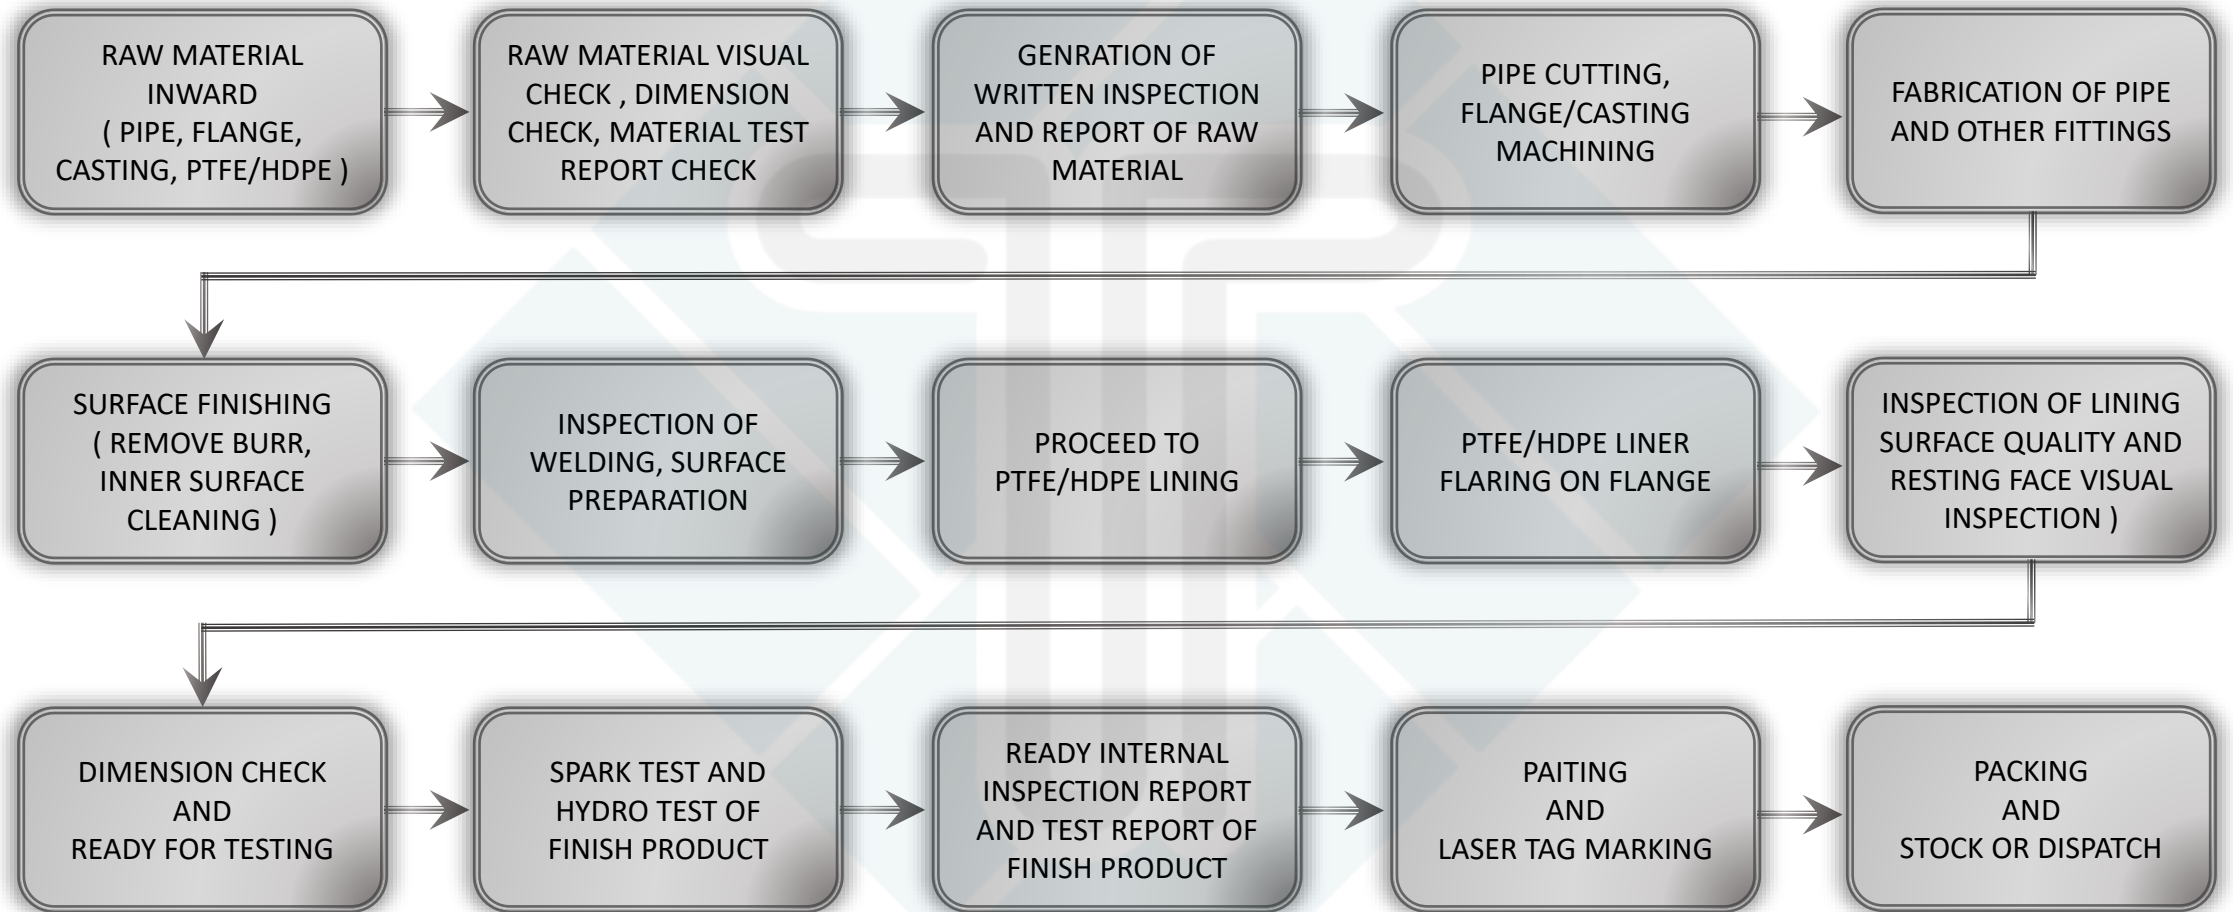 RAW MATERIAL
INWARD
( PIPE, FLANGE,
CASTING, PTFE/HDPE )
RAW MATERIAL VISUAL
CHECK , DIMENSION
CHECK, MATERIAL TEST
REPORT CHECK
GENRATION OF
WRITTEN INSPECTION
AND REPORT OF RAW
MATERIAL
PIPE CUTTING,
FLANGE/CASTING
MACHINING
FABRICATION OF PIPE
AND OTHER FITTINGS
SURFACE FINISHING
( REMOVE BURR,
INNER SURFACE
CLEANING )
INSPECTION OF
WELDING, SURFACE
PREPARATION
PROCEED TO
PTFE/HDPE LINING
PTFE/HDPE LINER
FLARING ON FLANGE
INSPECTION OF LINING
SURFACE QUALITY AND
RESTING FACE VISUAL
INSPECTION )
DIMENSION CHECK
AND
READY FOR TESTING
SPARK TEST AND
HYDRO TEST OF
FINISH PRODUCT
READY INTERNAL
INSPECTION REPORT
AND TEST REPORT OF
FINISH PRODUCT
PAITING
AND
LASER TAG MARKING
PACKING
AND
STOCK OR DISPATCH